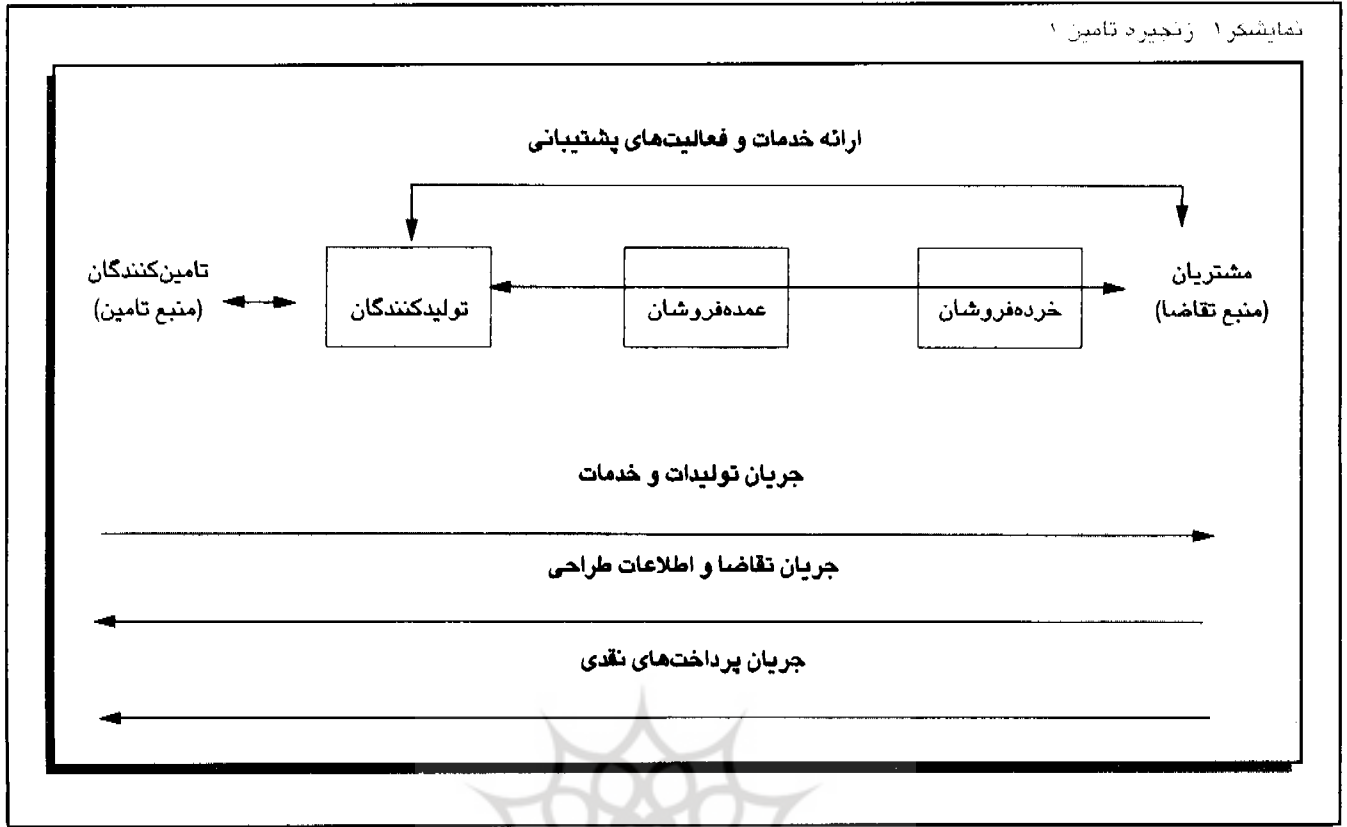 نمایشگر ۱ زنجیره تامین ۱
ارائه خدمات و فعالیت‌های پشتیبانی
مشتریان
(منبع تقاضا)
خرده‌فروشان
عمده‌فروشان
تولیدکنندگان
تامین‌کنندگان
(منبع تامین)
جریان تولیدات و خدمات
جریان تقاضا و اطلاعات طراحی
جریان پرداخت‌های نقدی